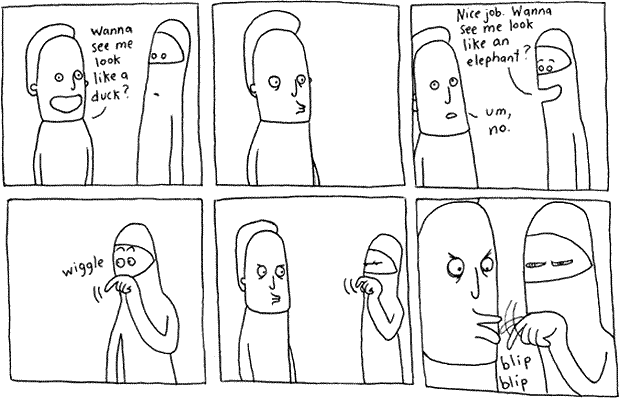 Wanna
see me
look
like a
duck?
Nice job. Wanna
see me look
like an
elephant?
um,
no.
wiggle
blip
blip